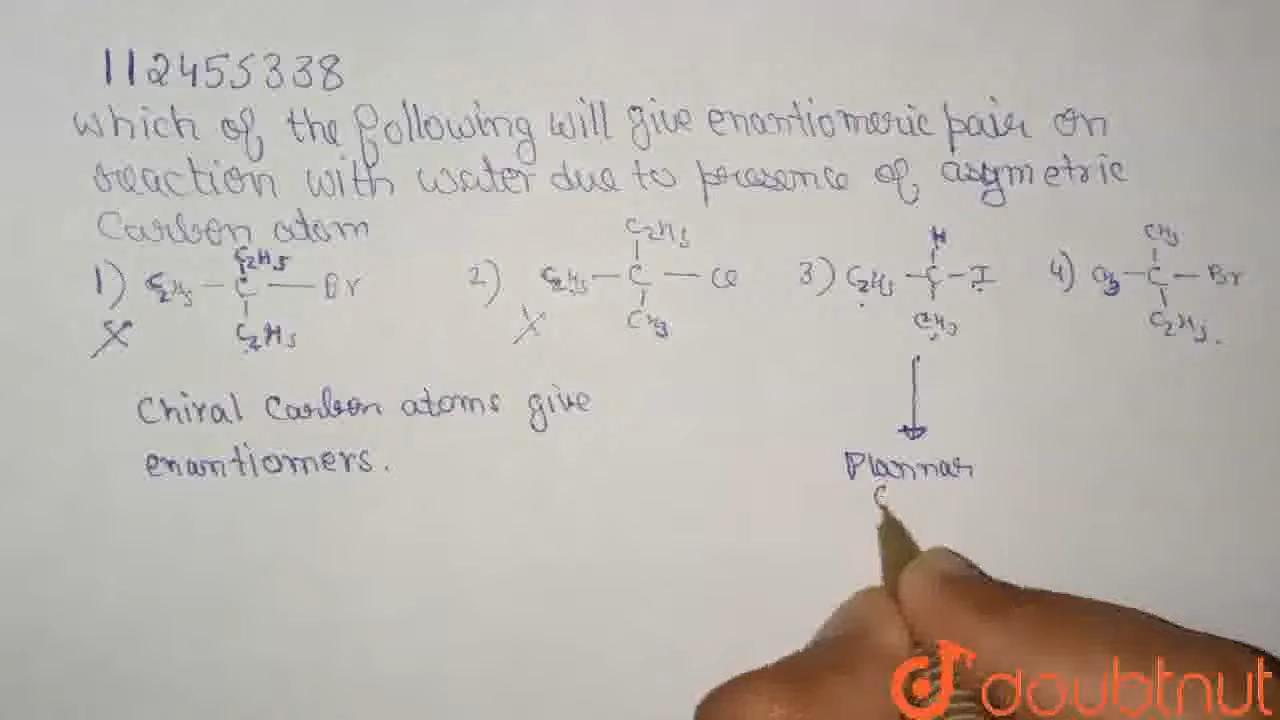 112455338
which of the following will give enantiomeric pair on
reaction with water due to presence of asymetric
Carbon atom
1) C2H5 - C - Br
C2H5
C2H5
X
2) C2H5 - C - Cl
C2H5
CH3
X
3) C2H5 - C - I
H
CH3
4) CH3 - C - Br
CH3
C2H5.
Chiral Carbon atoms give
enantiomers.
Plannar
C
doubtnut